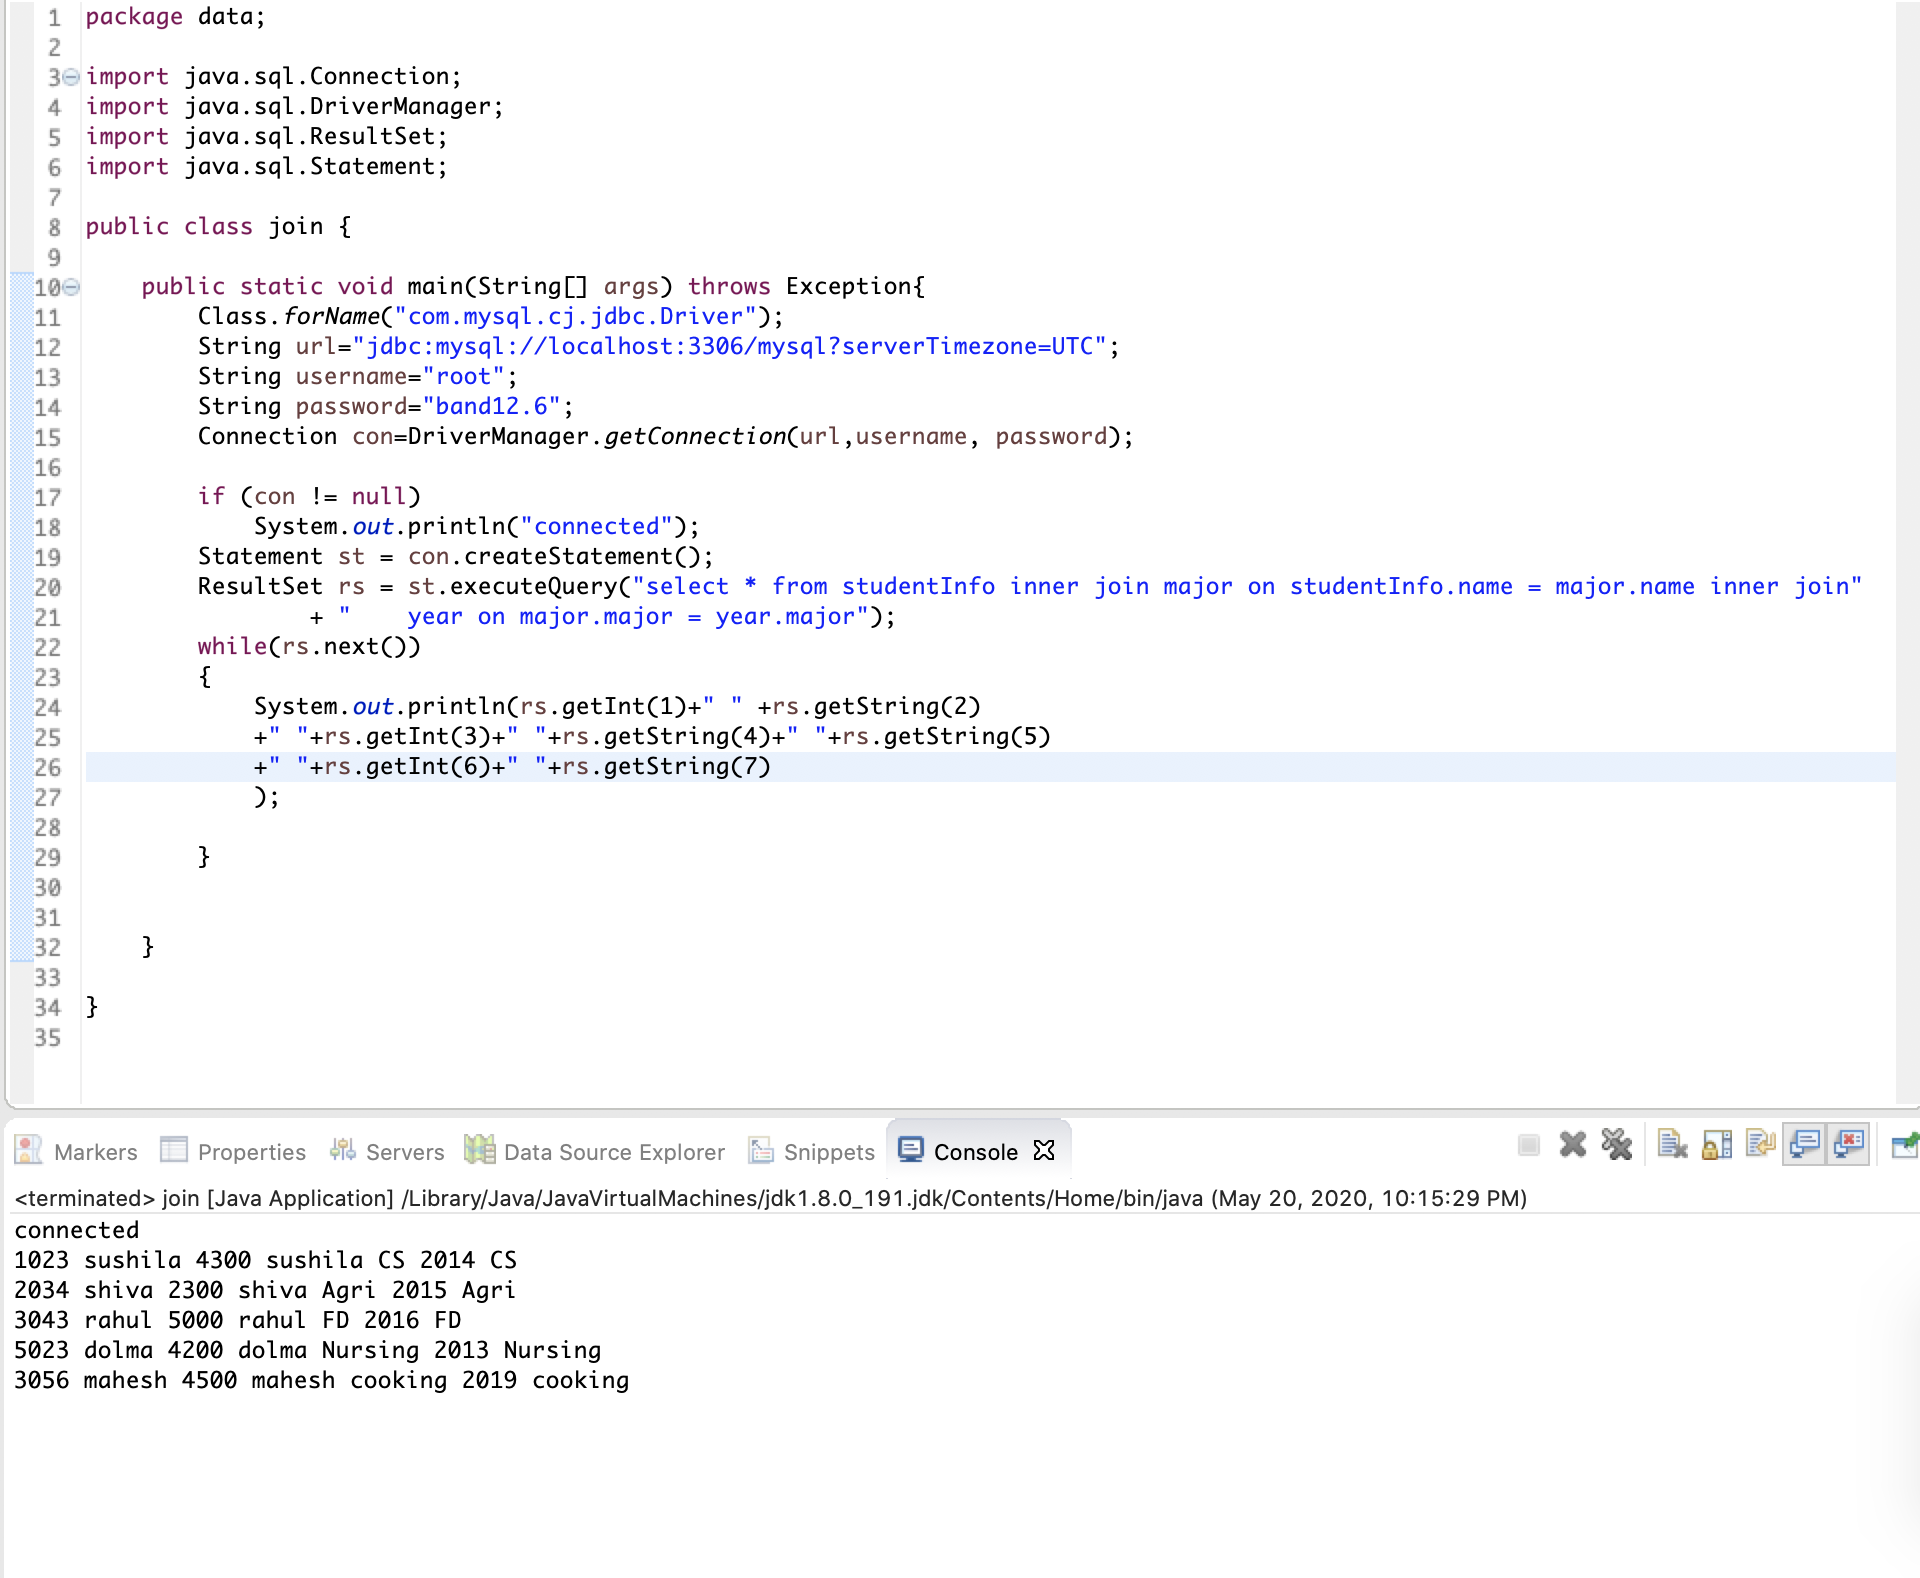 1 package data;
2
3 import java.sql.Connection;
4 import java.sql.DriverManager;
5 import java.sql.ResultSet;
6 import java.sql.Statement;
7
8 public class join {
9
10     public static void main(String[] args) throws Exception{
11         Class.forName("com.mysql.cj.jdbc.Driver");
12         String url="jdbc:mysql://localhost:3306/mysql?serverTimezone=UTC";
13         String username="root";
14         String password="band12.6";
15         Connection con=DriverManager.getConnection(url,username, password);
16
17         if (con != null)
18             System.out.println("connected");
19         Statement st = con.createStatement();
20         ResultSet rs = st.executeQuery("select * from studentInfo inner join major on studentInfo.name = major.name inner join"
21                 + "    year on major.major = year.major");
22         while(rs.next())
23         {
24             System.out.println(rs.getInt(1)+" " +rs.getString(2)
25             +" "+rs.getInt(3)+" "+rs.getString(4)+" "+rs.getString(5)
26             +" "+rs.getInt(6)+" "+rs.getString(7)
27             );
28
29         }
30
31
32     }
33
34 }
35
Markers Properties Servers Data Source Explorer Snippets Console
<terminated> join [Java Application] /Library/Java/JavaVirtualMachines/jdk1.8.0_191.jdk/Contents/Home/bin/java (May 20, 2020, 10:15:29 PM)
connected
1023 sushila 4300 sushila CS 2014 CS
2034 shiva 2300 shiva Agri 2015 Agri
3043 rahul 5000 rahul FD 2016 FD
5023 dolma 4200 dolma Nursing 2013 Nursing
3056 mahesh 4500 mahesh cooking 2019 cooking